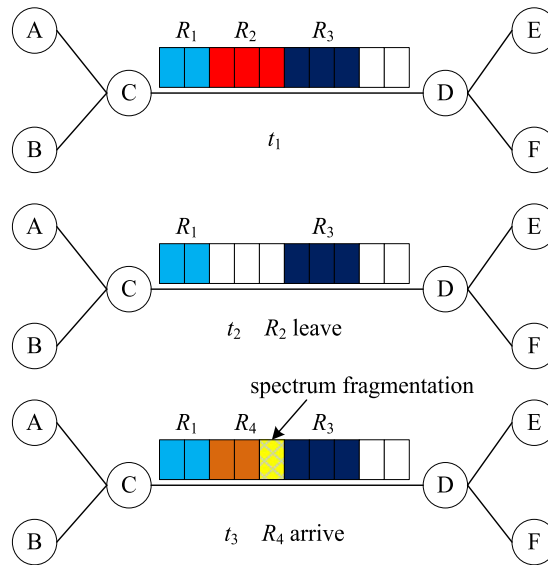 A
E
R1 R2 R3
C
D
B
F
t1
A
E
R1 R3
C
D
B
F
t2 R2 leave
spectrum fragmentation
A
E
R1 R4 R3
C
D
B
F
t3 R4 arrive